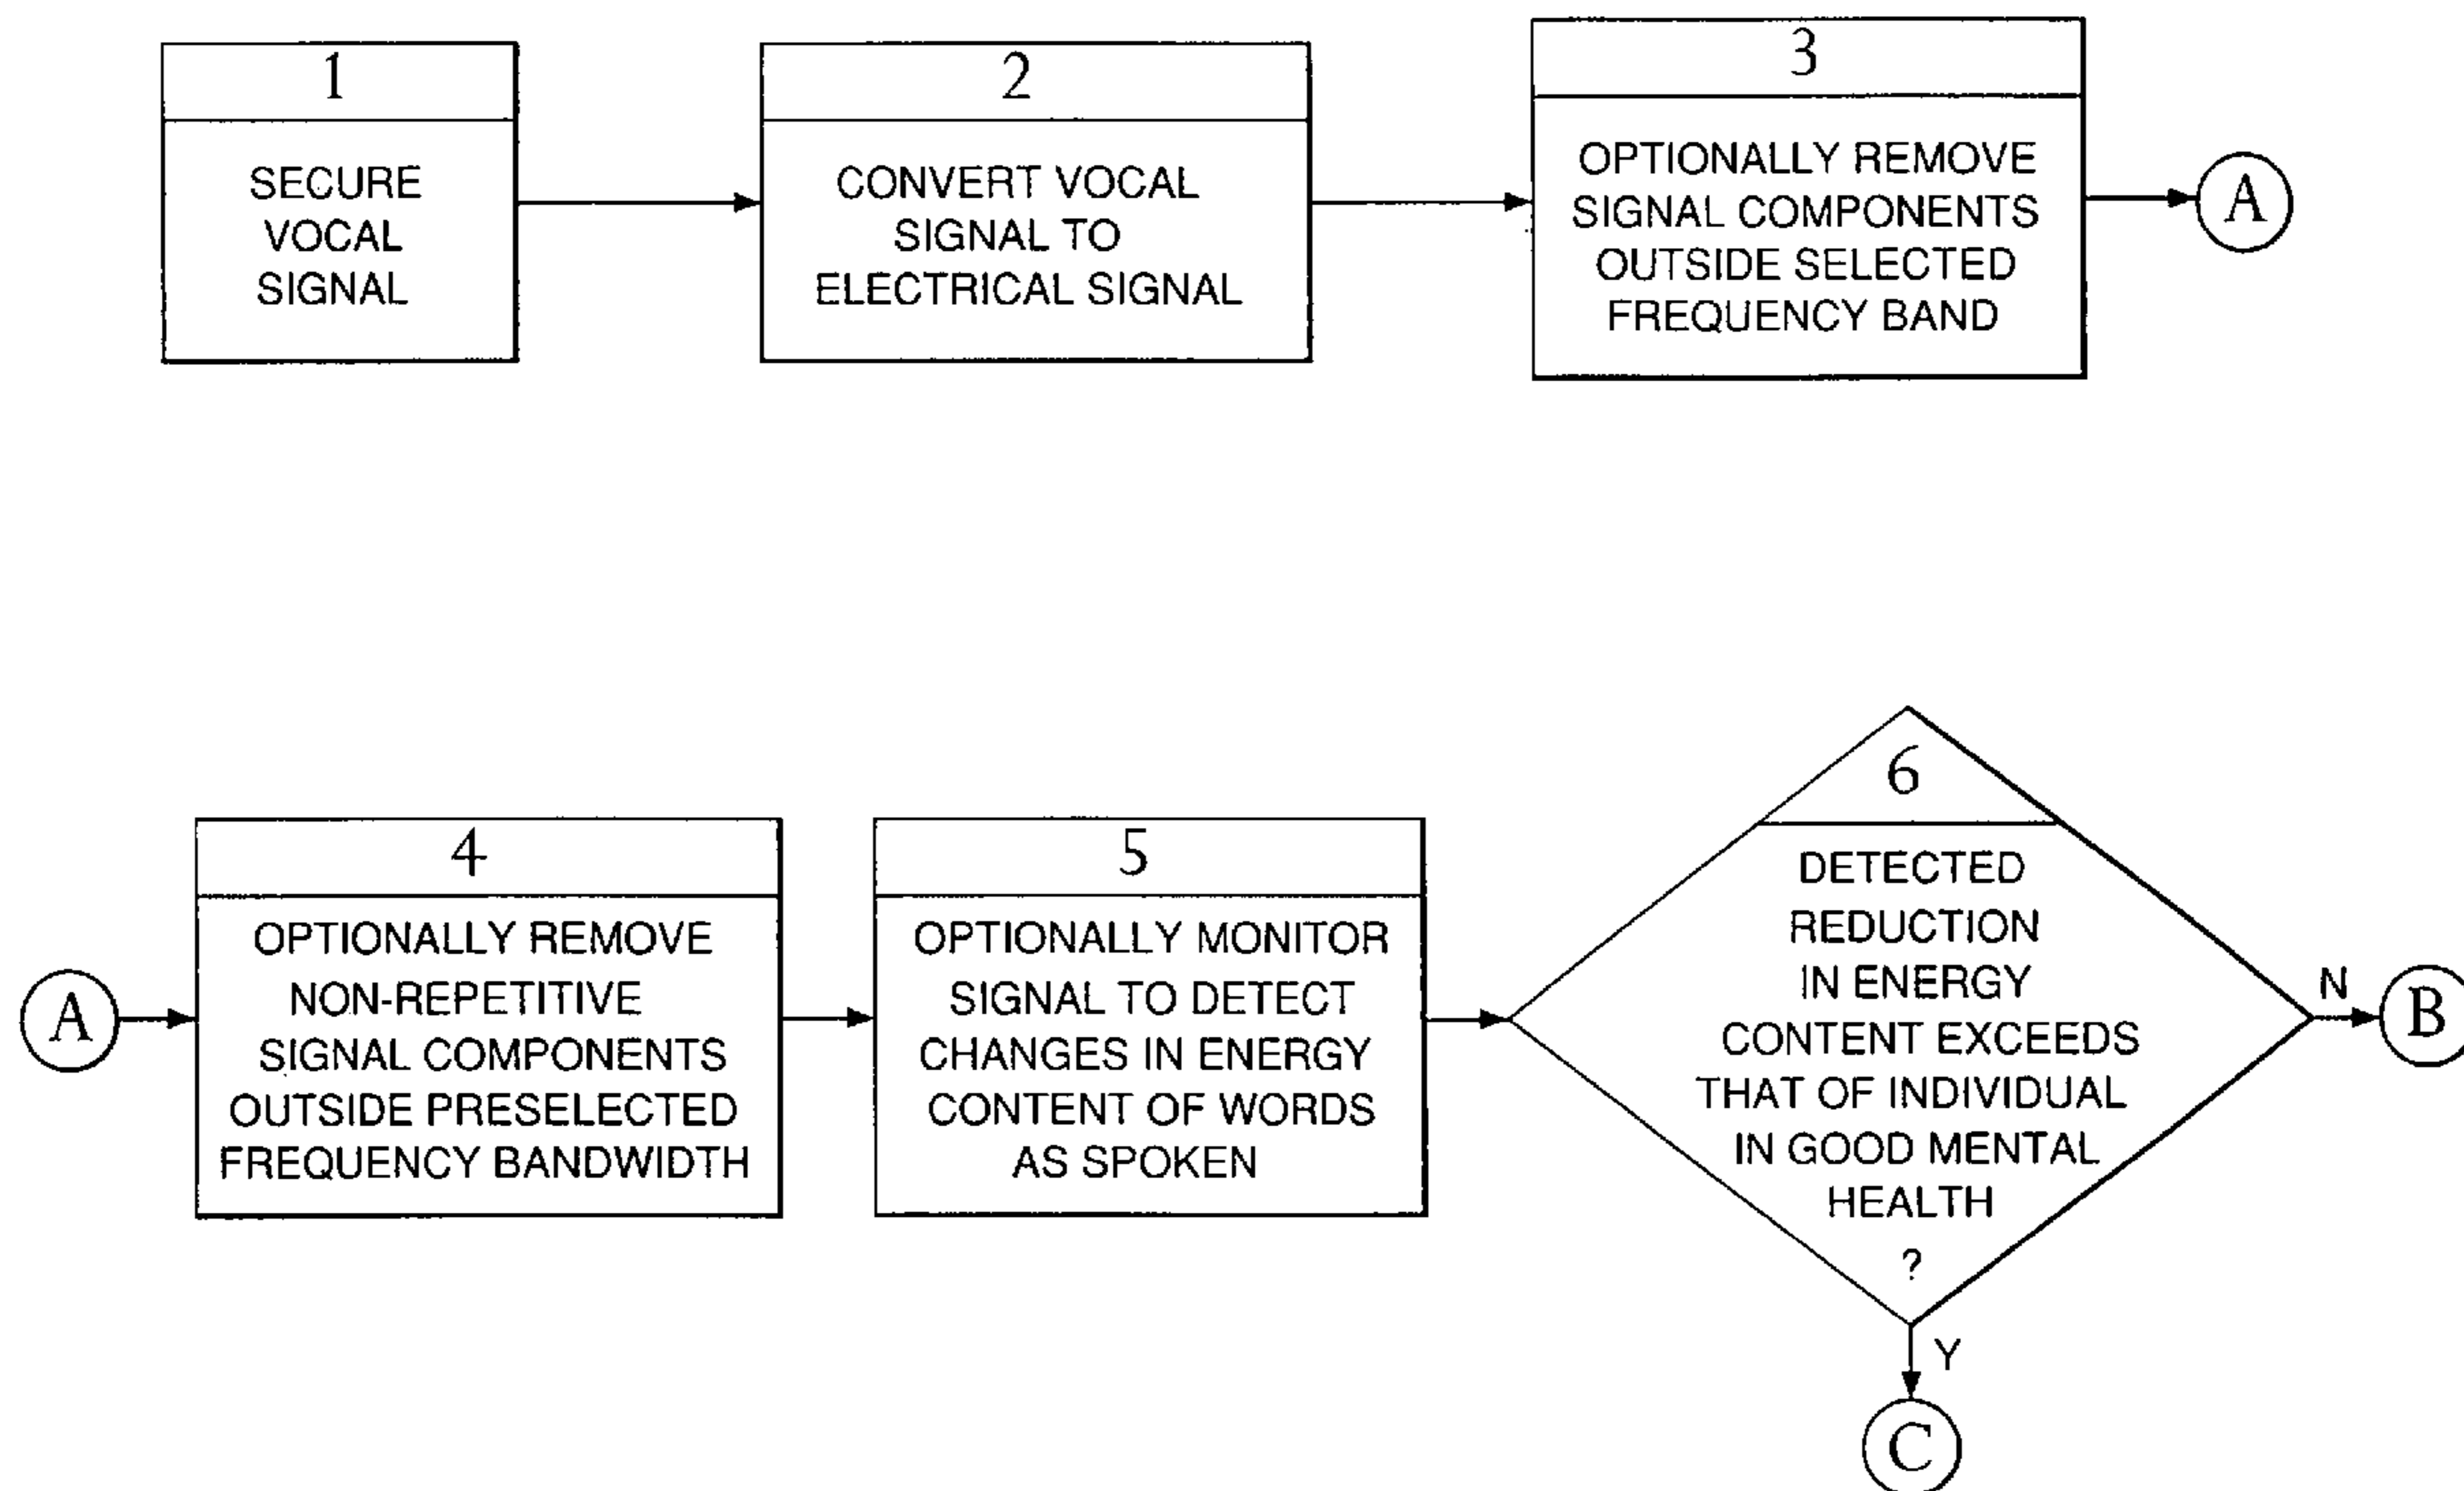 1
SECURE
VOCAL
SIGNAL
2
CONVERT VOCAL
SIGNAL TO
ELECTRICAL SIGNAL
3
OPTIONALLY REMOVE
SIGNAL COMPONENTS
OUTSIDE SELECTED
FREQUENCY BAND
A
A
4
OPTIONALLY REMOVE
NON-REPETITIVE
SIGNAL COMPONENTS
OUTSIDE PRESELECTED
FREQUENCY BANDWIDTH
5
OPTIONALLY MONITOR
SIGNAL TO DETECT
CHANGES IN ENERGY
CONTENT OF WORDS
AS SPOKEN
6
DETECTED
REDUCTION
IN ENERGY
CONTENT EXCEEDS
THAT OF INDIVIDUAL
IN GOOD MENTAL
HEALTH
?
N
B
Y
C